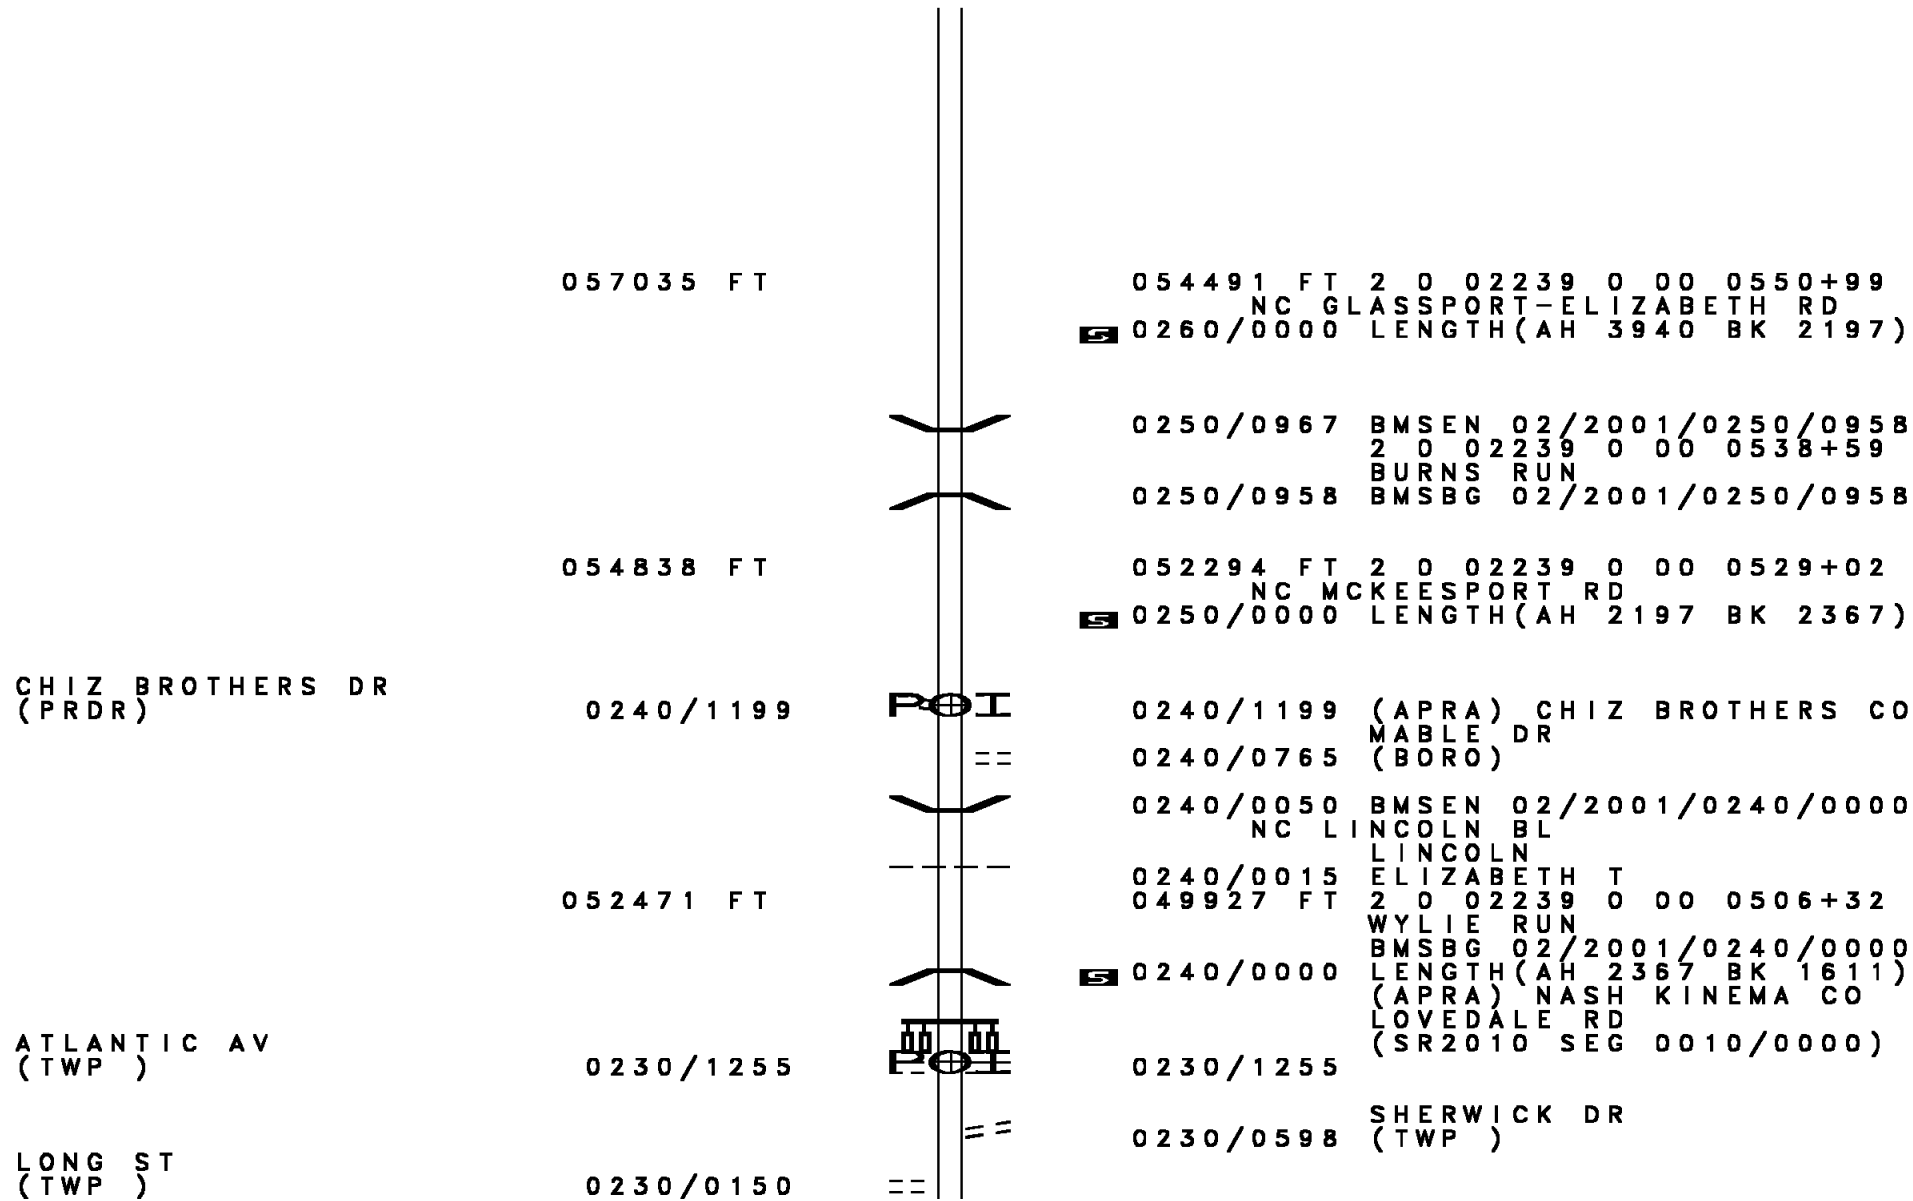 057035 FT 054491 FT 2 0 02239 0 00 0550+99
NC GLASSPORT-ELIZABETH RD
S 0260/0000 LENGTH(AH 3940 BK 2197)
0250/0967 BMSEN 02/2001/0250/0958
2 0 02239 0 00 0538+59
BURNS RUN
0250/0958 BMSBG 02/2001/0250/0958
054838 FT 052294 FT 2 0 02239 0 00 0529+02
NC MCKEESPORT RD
S 0250/0000 LENGTH(AH 2197 BK 2367)
CHIZ BROTHERS DR
(PRDR) 0240/1199 P I 0240/1199 (APRA) CHIZ BROTHERS CO
MABLE DR
0240/0765 (BORO)
0240/0050 BMSEN 02/2001/0240/0000
NC LINCOLN BL
LINCOLN
0240/0015 ELIZABETH T
052471 FT 049927 FT 2 0 02239 0 00 0506+32
WYLIE RUN
BMSBG 02/2001/0240/0000
S 0240/0000 LENGTH(AH 2367 BK 1611)
(APRA) NASH KINEMA CO
LOVEDALE RD
ATLANTIC AV (SR2010 SEG 0010/0000)
(TWP ) 0230/1255 P I 0230/1255
SHERWICK DR
0230/0598 (TWP )
LONG ST
(TWP ) 0230/0150